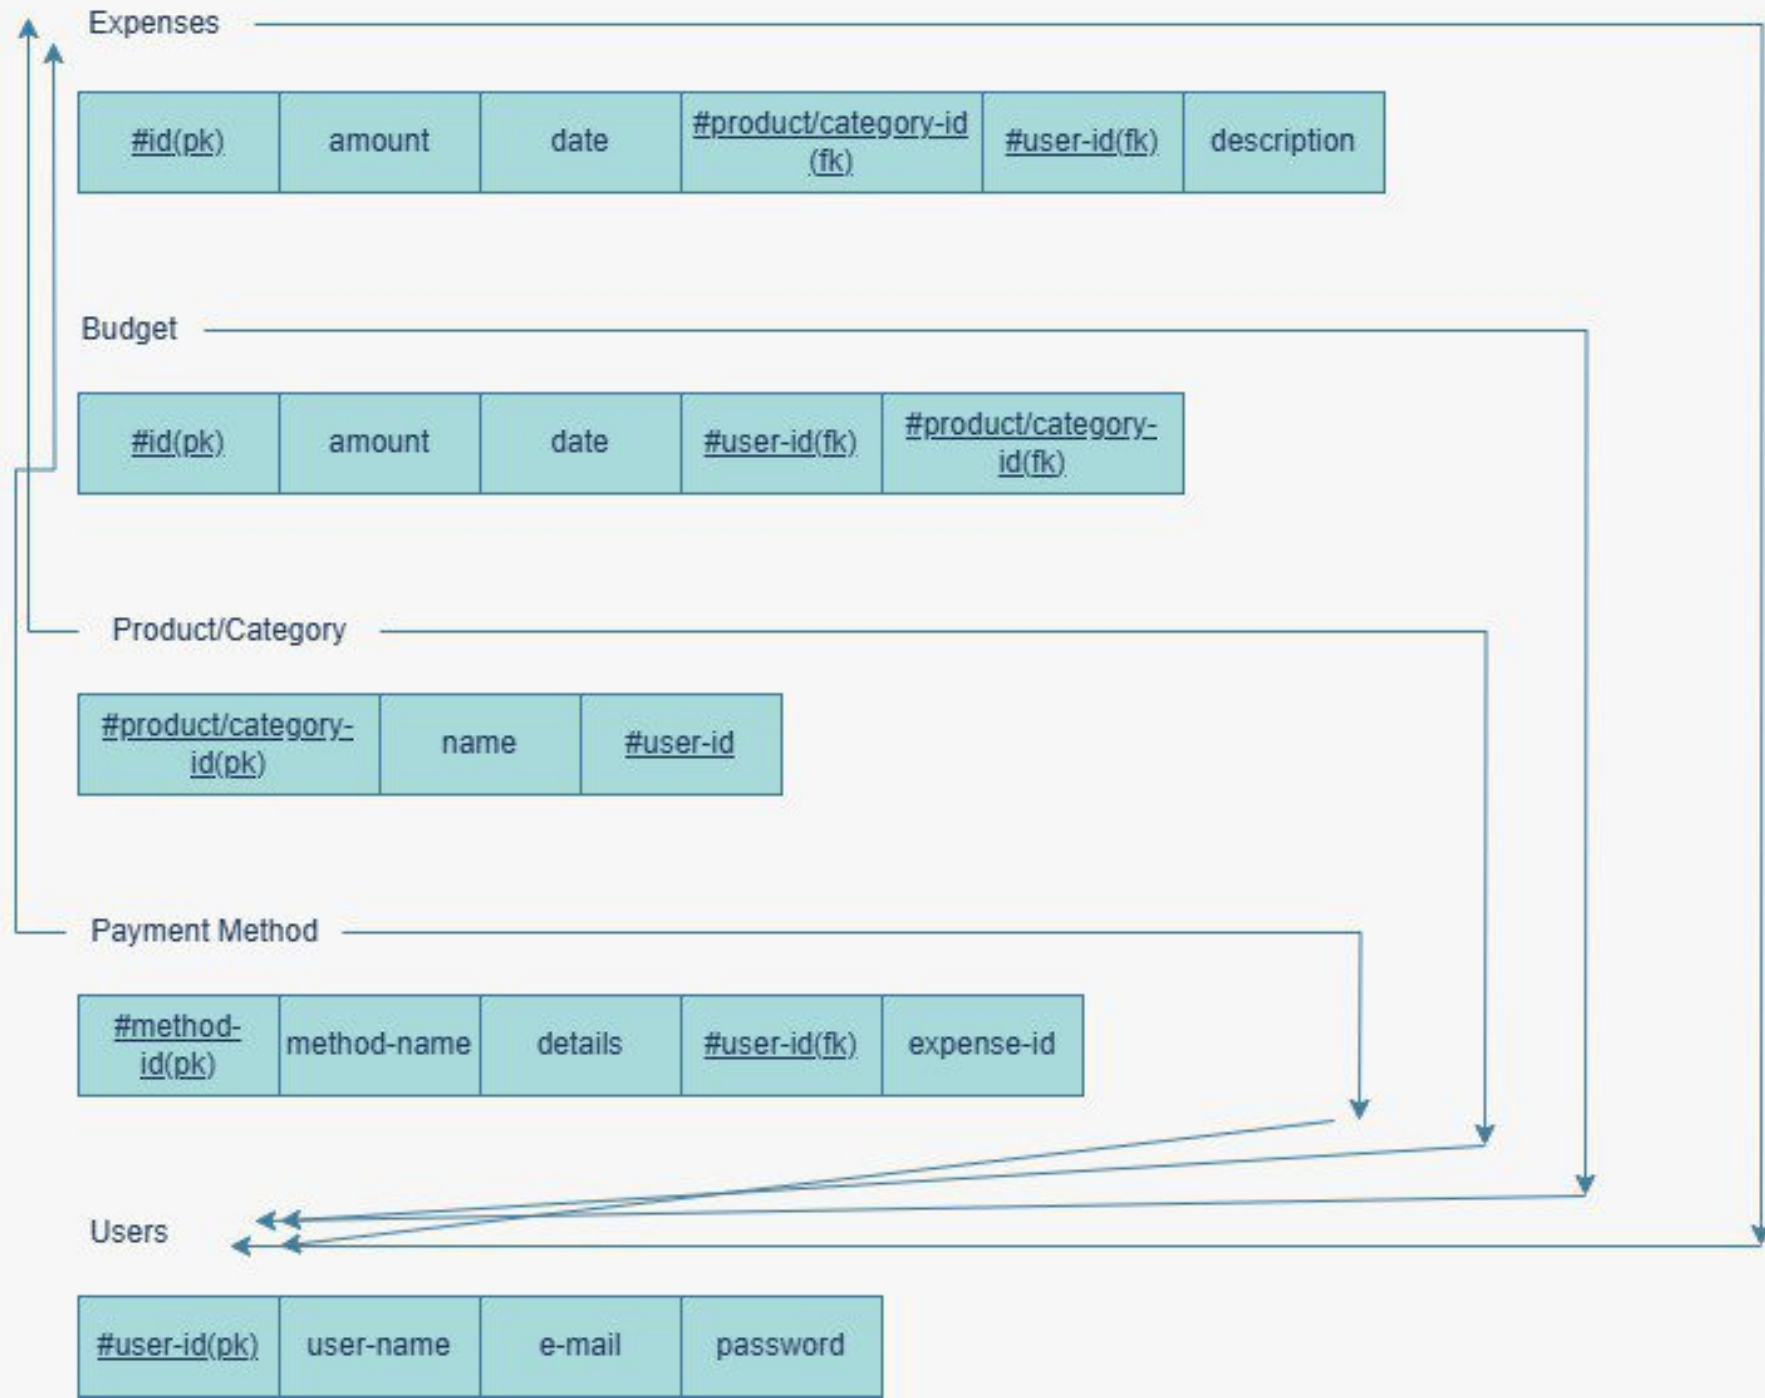 Expenses
#id(pk) amount date #product/category-id
(fk) #user-id(fk) description
Budget
#id(pk) amount date #user-id(fk) #product/category-
id(fk)
Product/Category
#product/category-
id(pk) name #user-id
Payment Method
#method-
id(pk) method-name details #user-id(fk) expense-id
Users
#user-id(pk) user-name e-mail password